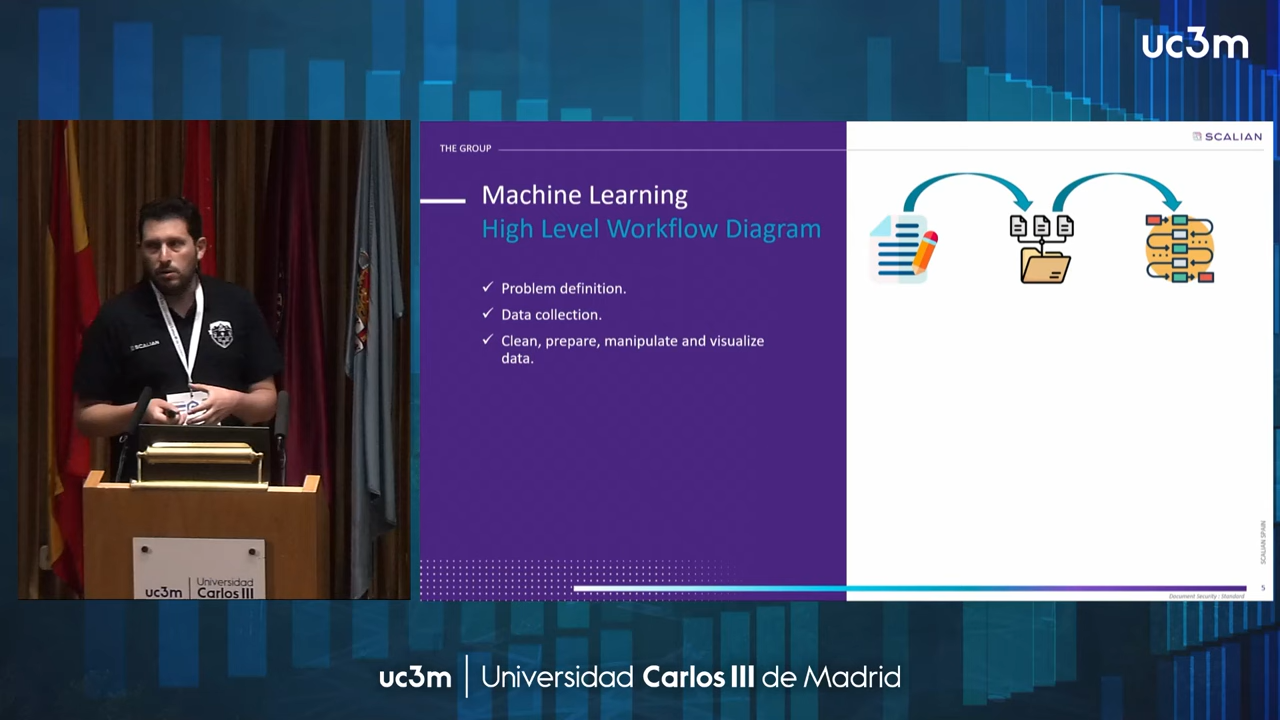 uc3m
THE GROUP
SCALIAN
Machine Learning
High Level Workflow Diagram
✓ Problem definition.
✓ Data collection.
✓ Clean, prepare, manipulate and visualize
data.
SCALIAN
uc3m | Universidad
Carlos III
SCALIAN SPAIN
5
Document Security : Standard
uc3m | Universidad Carlos III de Madrid